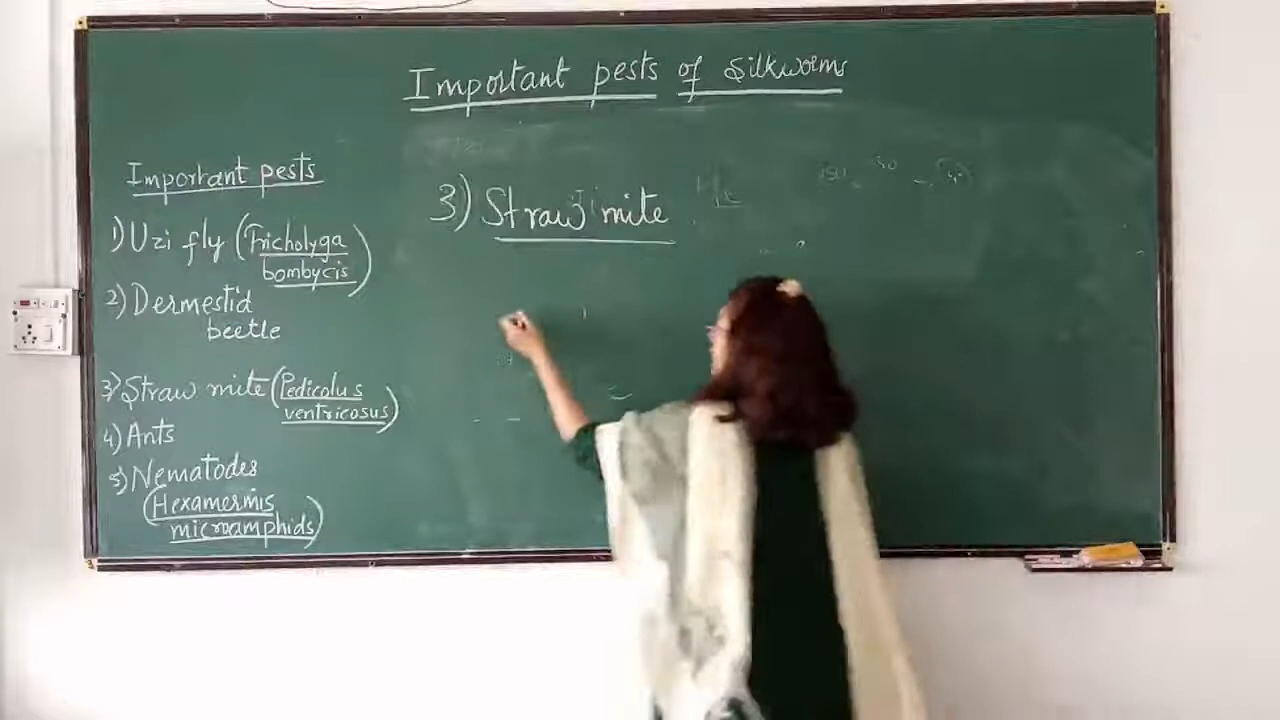 Important pests of Silkworms
Important pests
1) Uzi fly (Tricholyga
bombycis)
2) Dermestid
beetle
3) Straw mite (Pedicolus
ventricosus)
4) Ants
5) Nematodes
(Hexamermis
microamphids)
3) Straw mite